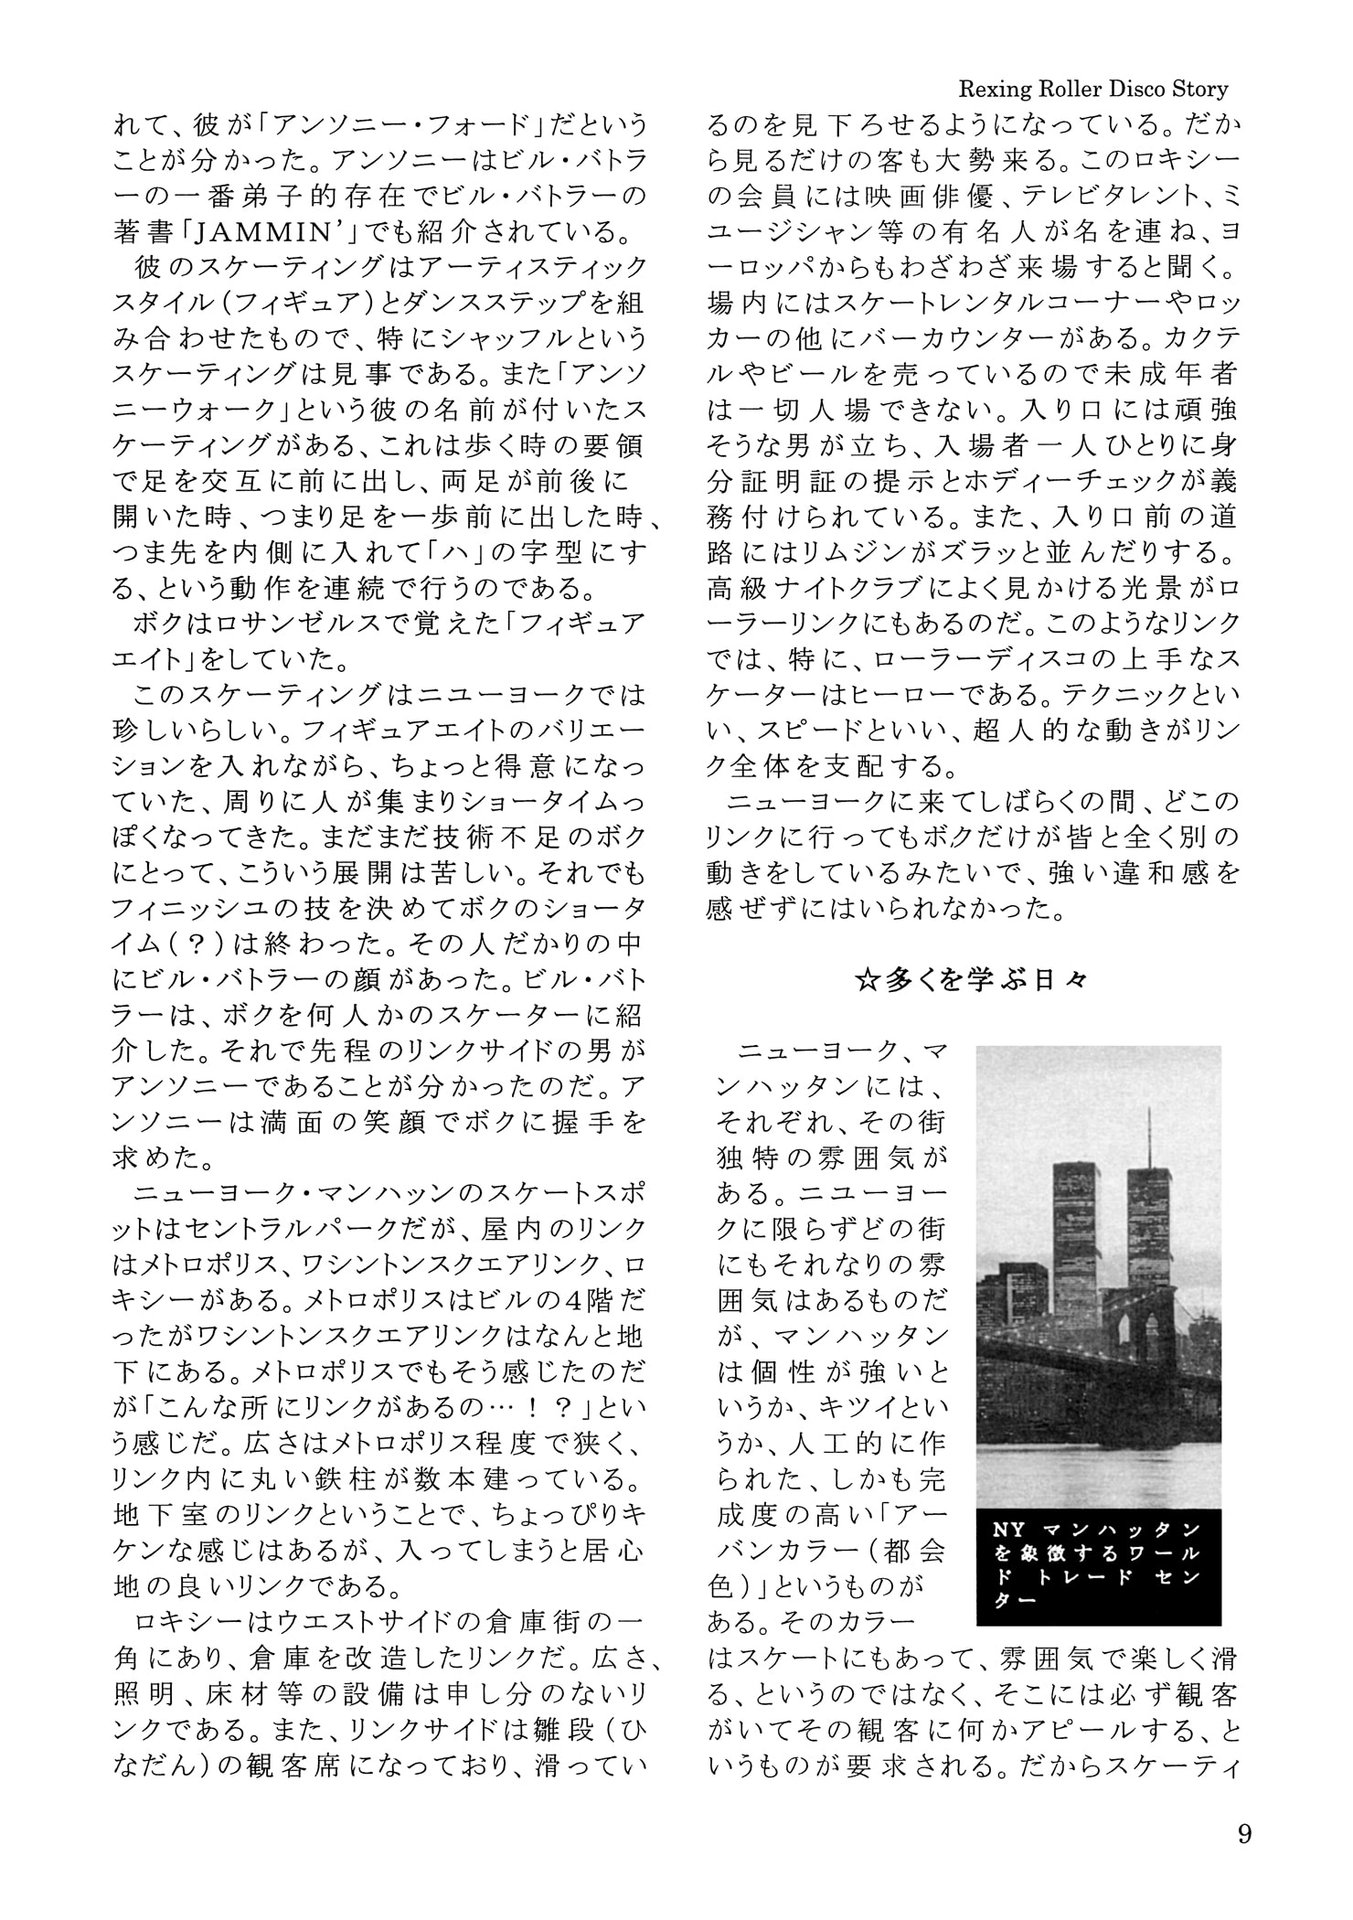 Rexing Roller Disco Story
れて、彼が「アンソニー・フォード」だという
ことが分かった。アンソニーはビル・バトラ
ーの一番弟子的存在でビル・バトラーの
著書「JAMMIN’」でも紹介されている。
彼のスケーティングはアーティスティック
スタイル(フィギュア)とダンスステップを組
み合わせたもので、特にシャッフルという
スケーティングは見事である。また「アンソ
ニーウォーク」という彼の名前が付いたス
ケーティングがある、これは歩く時の要領
で足を交互に前に出し、両足が前後に
開いた時、つまり足を一歩前に出した時、
つま先を内側に入れて「ハ」の字型にす
る、という動作を連続で行うのである。
ボクはロサンゼルスで覚えた「フィギュア
エイト」をしていた。
このスケーティングはニユーヨークでは
珍しいらしい。フィギュアエイトのバリエー
ションを入れながら、ちょっと得意になっ
ていた、周りに人が集まりショータイムっ
ぽくなってきた。まだまだ技術不足のボク
にとって、こういう展開は苦しい。それでも
フィニッシユの技を決めてボクのショータ
イム(？)は終わった。その人だかりの中
にビル・バトラーの顔があった。ビル・バト
ラーは、ボクを何人かのスケーターに紹
介した。それで先程のリンクサイドの男が
アンソニーであることが分かったのだ。ア
ンソニーは満面の笑顔でボクに握手を
求めた。
ニューヨーク・マンハッンのスケートスポ
ットはセントラルパークだが、屋内のリンク
はメトロポリス、ワシントンスクエアリンク、ロ
キシーがある。メトロポリスはビルの4階だ
ったがワシントンスクエアリンクはなんと地
下にある。メトロポリスでもそう感じたのだ
が「こんな所にリンクがあるの…！？」とい
う感じだ。広さはメトロポリス程度で狭く、
リンク内に丸い鉄柱が数本建っている。
地下室のリンクということで、ちょっぴりキ
ケンな感じはあるが、入ってしまうと居心
地の良いリンクである。
ロキシーはウエストサイドの倉庫街の一
角にあり、倉庫を改造したリンクだ。広さ、
照明、床材等の設備は申し分のないリ
ンクである。また、リンクサイドは雛段(ひ
なだん)の観客席になっており、滑ってい
るのを見下ろせるようになっている。だか
ら見るだけの客も大勢来る。このロキシー
の会員には映画俳優、テレビタレント、ミ
ユージシャン等の有名人が名を連ね、ヨ
ーロッパからもわざわざ来場すると聞く。
場内にはスケートレンタルコーナーやロッ
カーの他にバーカウンターがある。カクテ
ルやビールを売っているので未成年者
は一切人場できない。入り口には頑強
そうな男が立ち、入場者一人ひとりに身
分証明証の提示とホディーチェックが義
務付けられている。また、入り口前の道
路にはリムジンがズラッと並んだりする。
高級ナイトクラブによく見かける光景がロ
ーラーリンクにもあるのだ。このようなリンク
では、特に、ローラーディスコの上手なス
ケーターはヒーローである。テクニックとい
い、スピードといい、超人的な動きがリン
ク全体を支配する。
ニューヨークに来てしばらくの間、どこの
リンクに行ってもボクだけが皆と全く別の
動きをしているみたいで、強い違和感を
感ぜずにはいられなかった。
☆多くを学ぶ日々
ニューヨーク、マ
ンハッタンには、
それぞれ、その街
独特の雰囲気が
ある。ニユーヨー
クに限らずどの街
にもそれなりの雰
囲気はあるものだ
が、マンハッタン
は個性が強いと
いうか、キツイとい
うか、人工的に作
られた、しかも完
成度の高い「アー
バンカラー(都会
色)」というものが
ある。そのカラー
はスケートにもあって、雰囲気で楽しく滑
る、というのではなく、そこには必ず観客
がいてその観客に何かアピールする、と
いうものが要求される。だからスケーティ
NY マンハッタン
を象徴するワール
ド トレード セン
ター
9